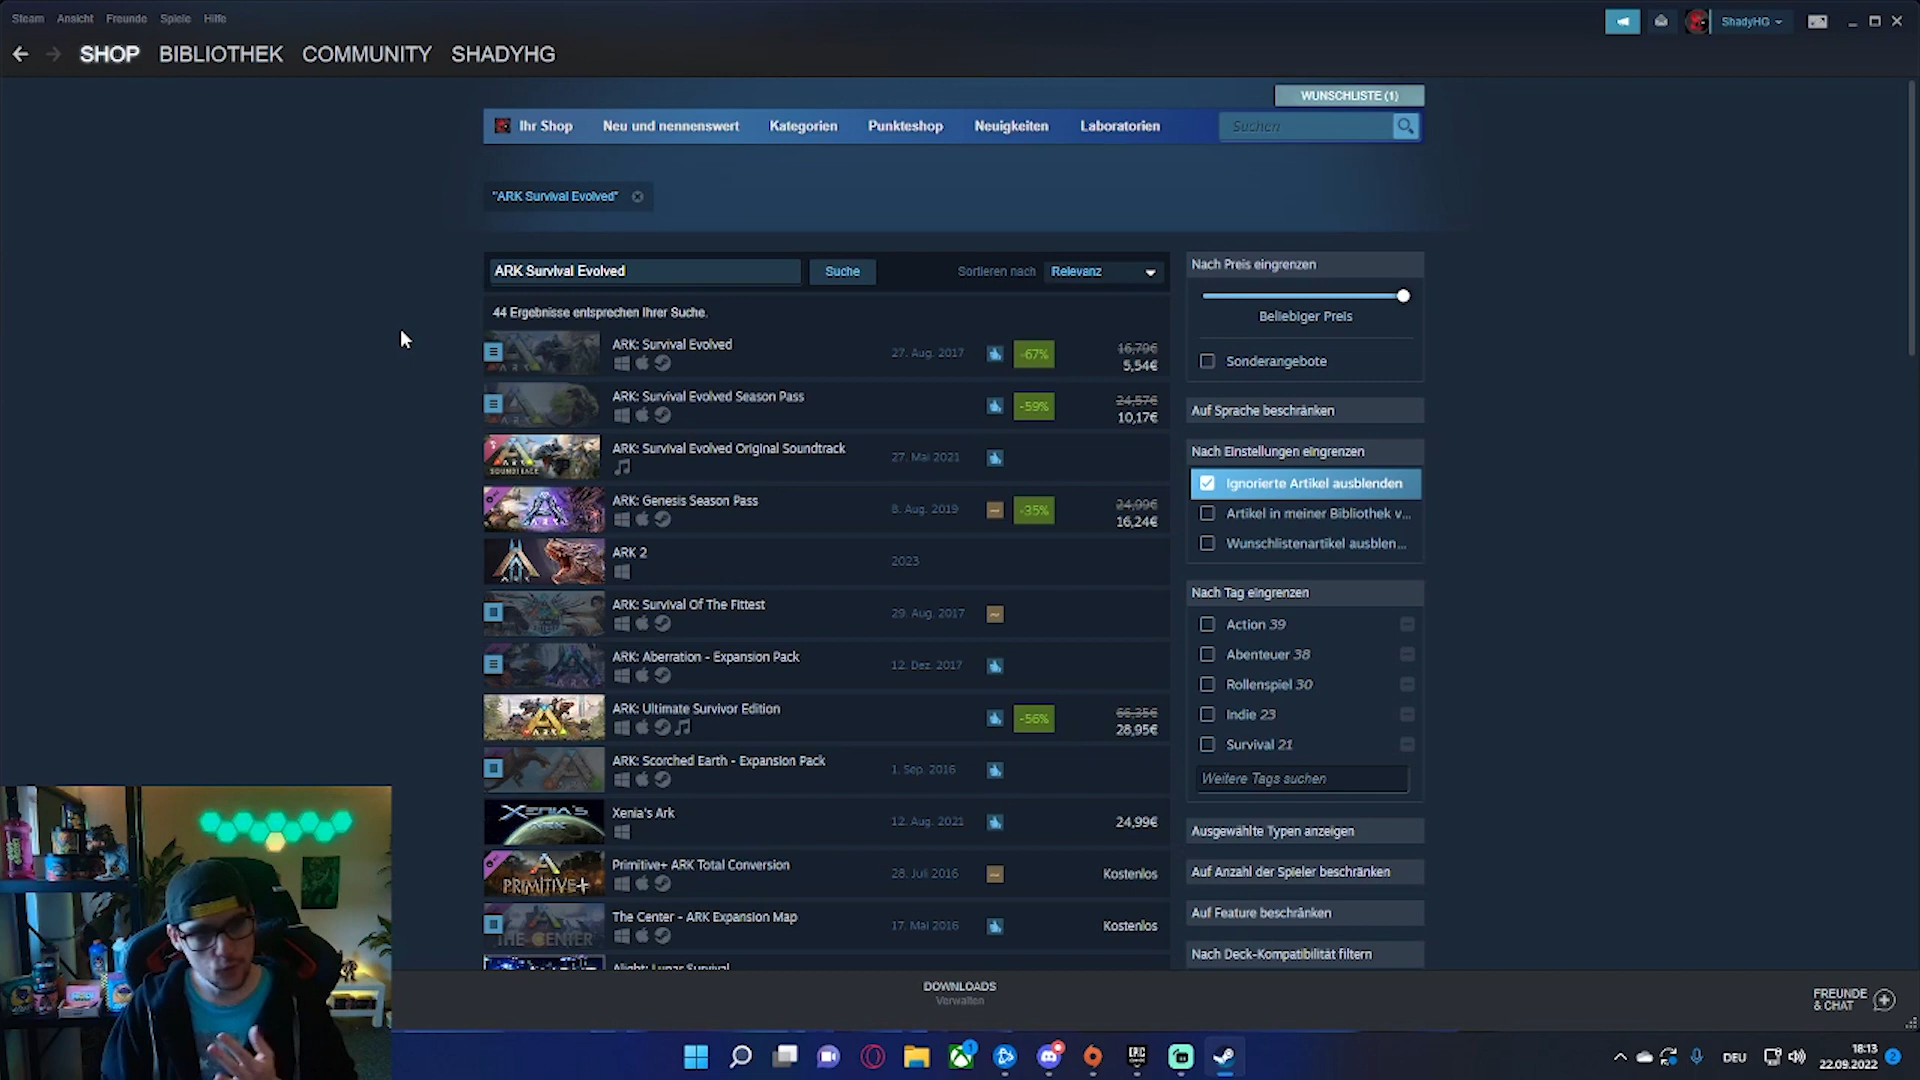 Steam Ansicht Freunde Spiele Hilfe
ShadyHG
SHOP BIBLIOTHEK COMMUNITY SHADYHG
WUNSCHLISTE (1)
Ihr Shop Neu und nennenswert Kategorien Punkteshop Neuigkeiten Laboratorien Suchen
"ARK Survival Evolved"
ARK Survival Evolved Suche Sortieren nach Relevanz
44 Ergebnisse entsprechen Ihrer Suche.
ARK: Survival Evolved 27. Aug. 2017 -67% 16,79€ 5,54€
ARK: Survival Evolved Season Pass -59% 24,57€ 10,17€
ARK: Survival Evolved Original Soundtrack 27. Mai 2021
ARK: Genesis Season Pass 8. Aug. 2019 -35% 24,99€ 16,24€
ARK 2 2023
ARK: Survival Of The Fittest 29. Aug. 2017
ARK: Aberration - Expansion Pack 12. Dez. 2017
ARK: Ultimate Survivor Edition -56% 66,35€ 28,95€
ARK: Scorched Earth - Expansion Pack 1. Sep. 2016
XENIA'S ARK
Xenia's Ark 12. Aug. 2021 24,99€
PRIMITIVE+
Primitive+ ARK Total Conversion 28. Juli 2016 Kostenlos
THE CENTER
The Center - ARK Expansion Map 17. Mai 2016 Kostenlos
Nach Preis eingrenzen
Beliebiger Preis
Sonderangebote
Auf Sprache beschränken
Nach Einstellungen eingrenzen
Ignorierte Artikel ausblenden
Artikel in meiner Bibliothek v...
Wunschlistenartikel ausblen...
Nach Tag eingrenzen
Action 39
Abenteuer 38
Rollenspiel 30
Indie 23
Survival 21
Weitere Tags suchen
Ausgewählte Typen anzeigen
Auf Anzahl der Spieler beschränken
Auf Feature beschränken
Nach Deck-Kompatibilität filtern
DOWNLOADS
Verwalten
FREUNDE
& CHAT
1
EPIC
DEU
18:13
22.09.2022
2